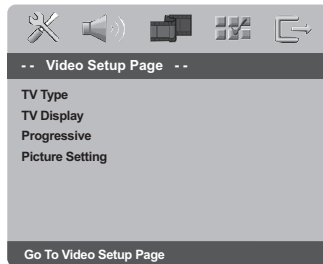 - -  Video Setup Page  - -
TV Type
TV Display
Progressive
Picture Setting
Go To Video Setup Page